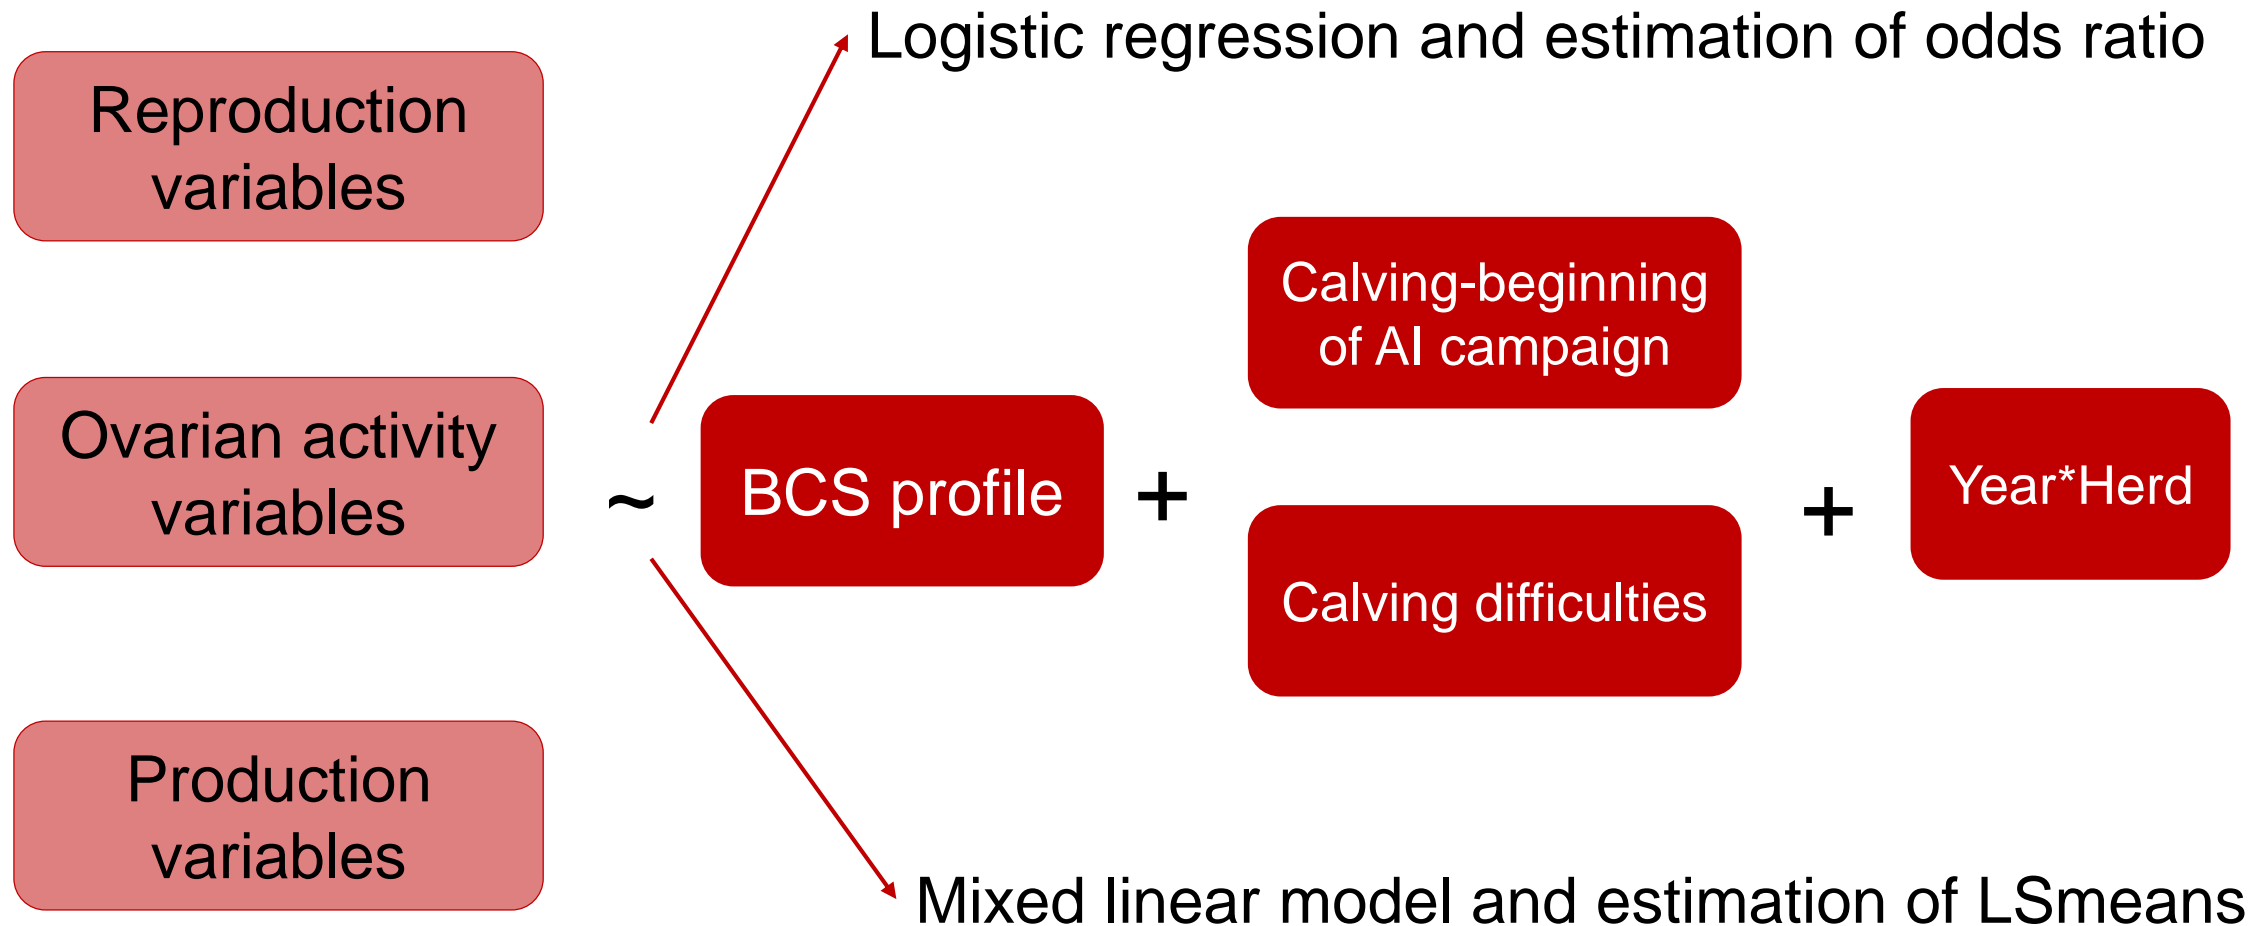 Logistic regression and estimation of odds ratio
Reproduction
variables
Ovarian activity
variables
Production
variables
~
BCS profile
+
Calving-beginning
of AI campaign
Calving difficulties
+
Year*Herd
Mixed linear model and estimation of LSmeans